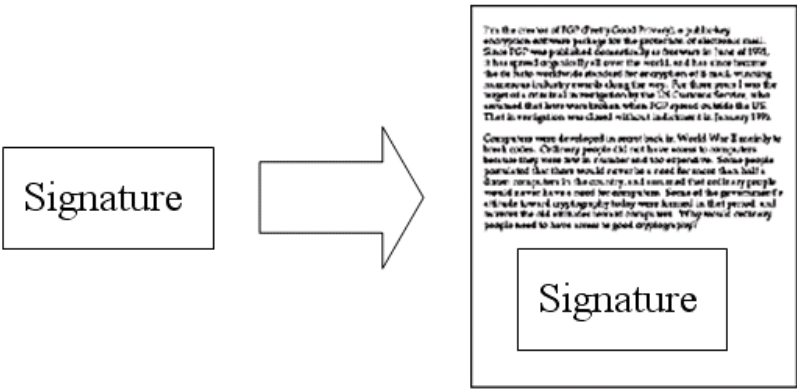 Signature
I'm the creator of PGP (Pretty Good Privacy), a public-key
encryption software package for the protection of electronic mail.
Since PGP was published domestically as freeware in June of 1991,
it has spread organically all over the world, and has since become
the de facto worldwide standard for encryption of E-mail, winning
numerous industry awards along the way. For three years I was the
target of a criminal investigation by the US Customs Service, who
assumed that laws were broken when PGP spread outside the US.
That investigation was closed without indictment in January 1996.
Computers were developed in secret back in World War II mainly to
break codes. Ordinary people did not have access to computers
because they were few in number and too expensive. Some people
postulated that there would never be a need for more than half a
dozen computers in the country, and assumed that ordinary people
would never have a need for computers. Some of the government's
attitude toward cryptography today were formed in that period, and
mirrors the old attitudes toward computers. Why would ordinary
people need to have access to good cryptography?
Signature